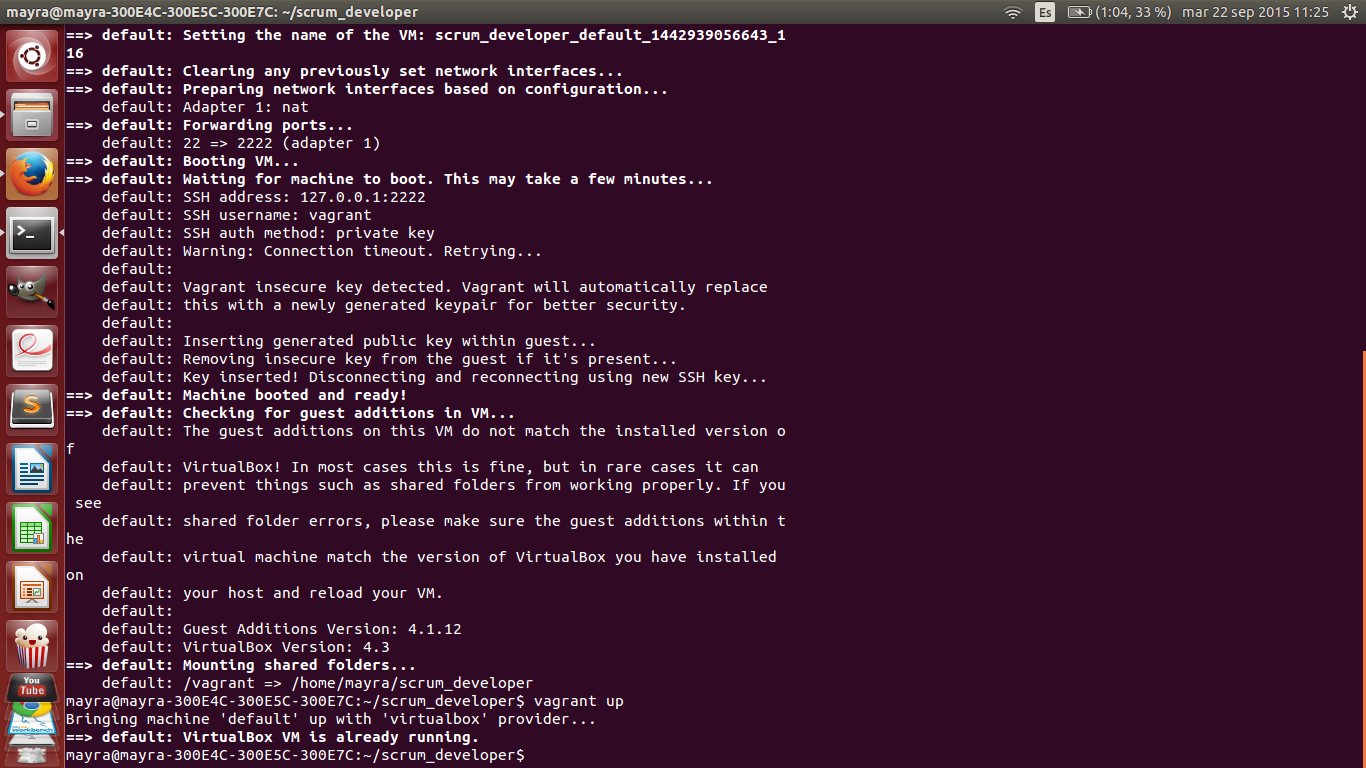 mayra@mayra-300E4C-300E5C-300E7C: ~/scrum_developer
Es
(1:04, 33 %)
mar 22 sep 2015 11:25
==> default: Setting the name of the VM: scrum_developer_default_1442939056643_1
16
==> default: Clearing any previously set network interfaces...
==> default: Preparing network interfaces based on configuration...
    default: Adapter 1: nat
==> default: Forwarding ports...
    default: 22 => 2222 (adapter 1)
==> default: Booting VM...
==> default: Waiting for machine to boot. This may take a few minutes...
    default: SSH address: 127.0.0.1:2222
    default: SSH username: vagrant
    default: SSH auth method: private key
    default: Warning: Connection timeout. Retrying...
    default:
    default: Vagrant insecure key detected. Vagrant will automatically replace
    default: this with a newly generated keypair for better security.
    default:
    default: Inserting generated public key within guest...
    default: Removing insecure key from the guest if it's present...
    default: Key inserted! Disconnecting and reconnecting using new SSH key...
==> default: Machine booted and ready!
==> default: Checking for guest additions in VM...
    default: The guest additions on this VM do not match the installed version o
f
    default: VirtualBox! In most cases this is fine, but in rare cases it can
    default: prevent things such as shared folders from working properly. If you
 see
    default: shared folder errors, please make sure the guest additions within t
he
    default: virtual machine match the version of VirtualBox you have installed
on
    default: your host and reload your VM.
    default:
    default: Guest Additions Version: 4.1.12
    default: VirtualBox Version: 4.3
==> default: Mounting shared folders...
    default: /vagrant => /home/mayra/scrum_developer
mayra@mayra-300E4C-300E5C-300E7C:~/scrum_developer$ vagrant up
Bringing machine 'default' up with 'virtualbox' provider...
==> default: VirtualBox VM is already running.
mayra@mayra-300E4C-300E5C-300E7C:~/scrum_developer$
>_
S
You
Tube
Workbench